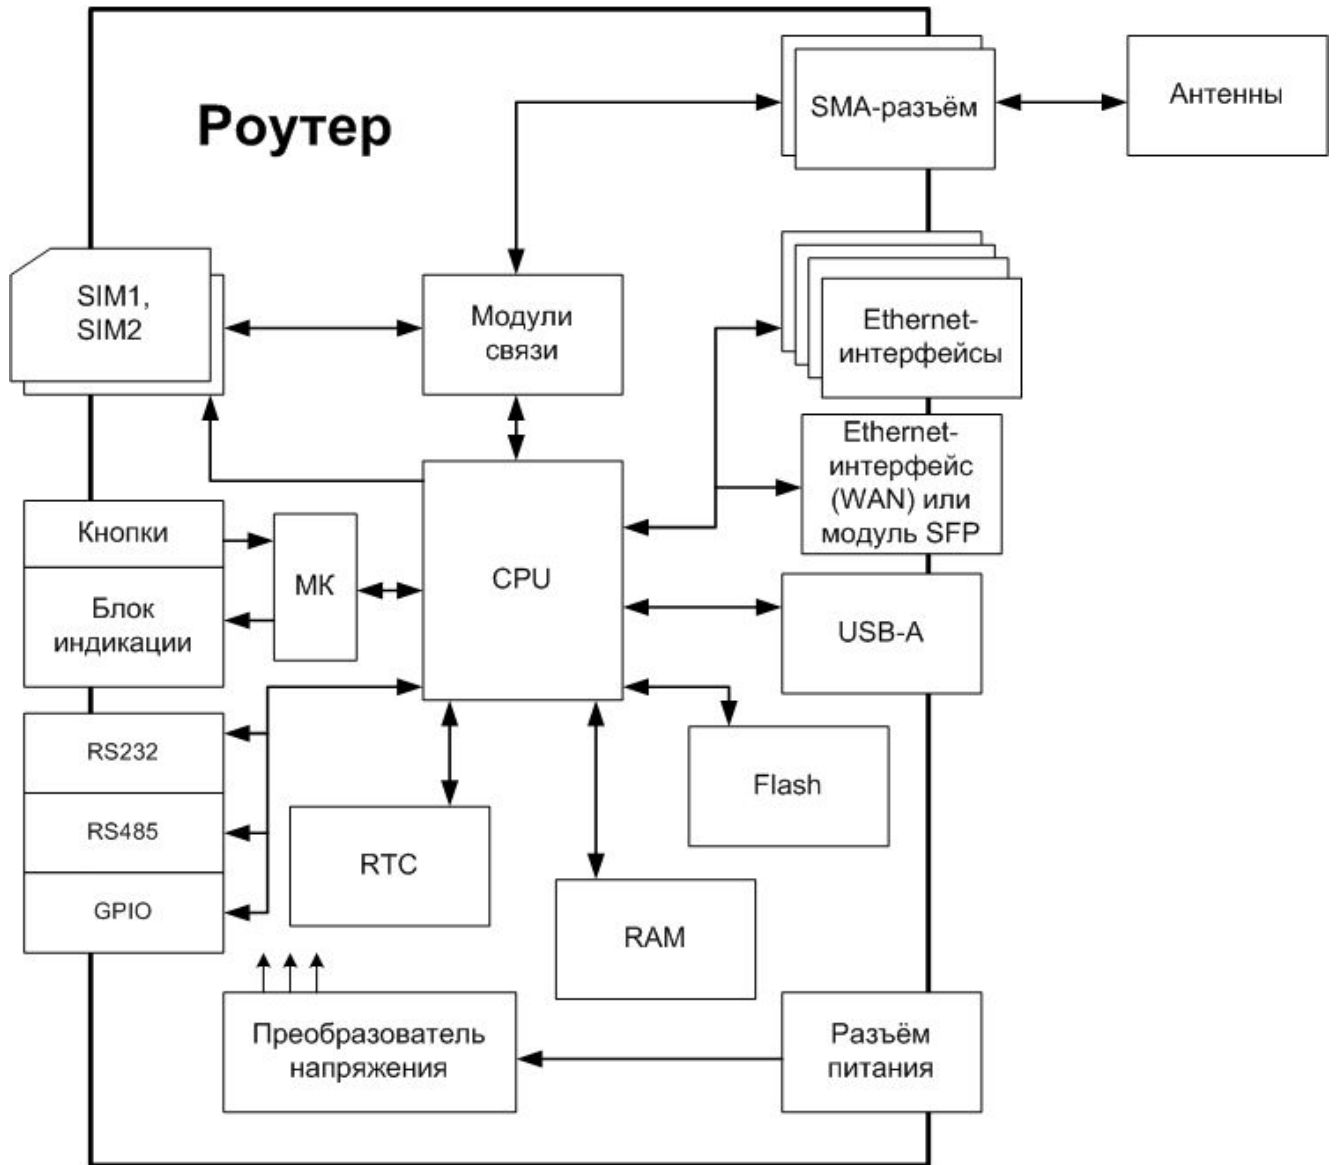 Роутер
SMA-разъём
Антенны
SIM1,
SIM2
Модули
связи
Ethernet-
интерфейсы
Ethernet-
интерфейс
(WAN) или
модуль SFP
Кнопки
Блок
индикации
МК
CPU
USB-A
RS232
RS485
GPIO
RTC
Flash
RAM
Преобразователь
напряжения
Разъём
питания